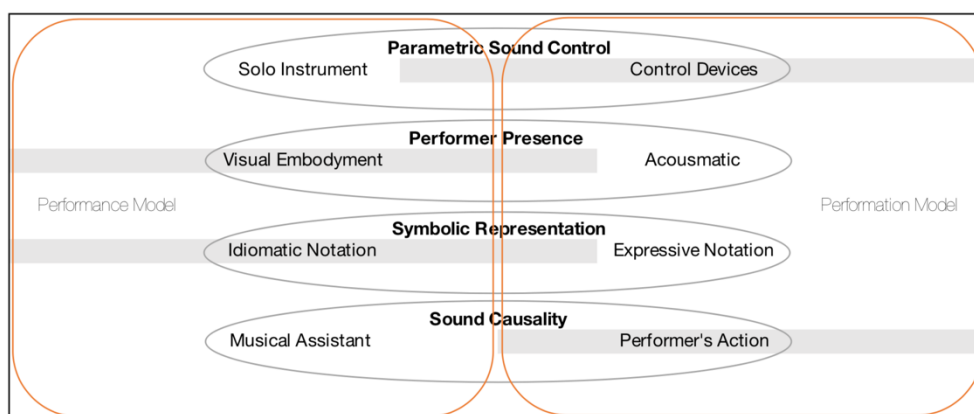 Parametric Sound Control
Solo Instrument Control Devices
Performer Presence
Visual Embodyment Acousmatic
Performance Model Performation Model
Symbolic Representation
Idiomatic Notation Expressive Notation
Sound Causality
Musical Assistant Performer's Action